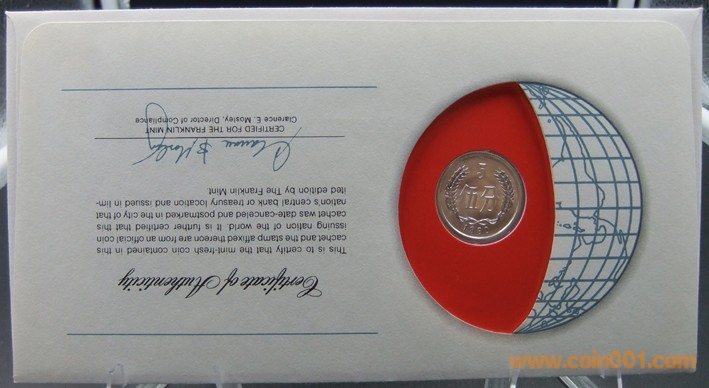 Certificate of Authenticity
This is to certify that the mint-fresh coin contained in this
cachet and the stamp affixed thereon are from an official coin
issuing nation of the world. It is further certified that this
cachet was date-canceled and postmarked in the city of that
nation's central bank or treasury location and issued in lim-
ited edition by The Franklin Mint.
CERTIFIED FOR THE FRANKLIN MINT
Clarence E. Mosley, Director of Compliance
伍分
www.coin001.com